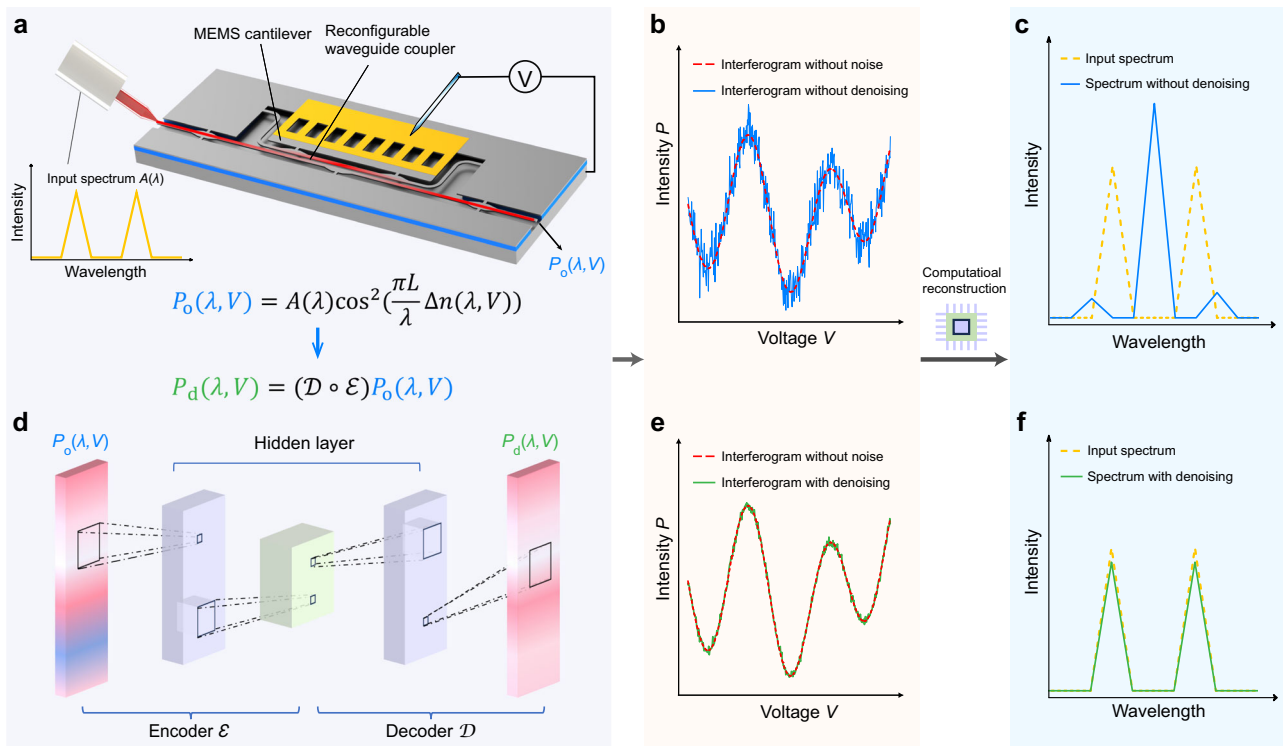 a
MEMS cantilever
Reconfigurable
waveguide coupler
V
Input spectrum A(λ)
Intensity
Wavelength
P_o(λ,V)
P_o(λ, V) = A(λ)cos²(πL/λ Δn(λ, V))
P_d(λ, V) = (𝒟 ∘ ℰ)P_o(λ, V)
b
Interferogram without noise
Interferogram without denoising
Intensity P
Voltage V
Computatioal
reconstruction
c
Input spectrum
Spectrum without denoising
Intensity
Wavelength
d
P_o(λ,V)
Hidden layer
P_d(λ,V)
Encoder ℰ
Decoder 𝒟
e
Interferogram without noise
Interferogram with denoising
Intensity P
Voltage V
f
Input spectrum
Spectrum with denoising
Intensity
Wavelength